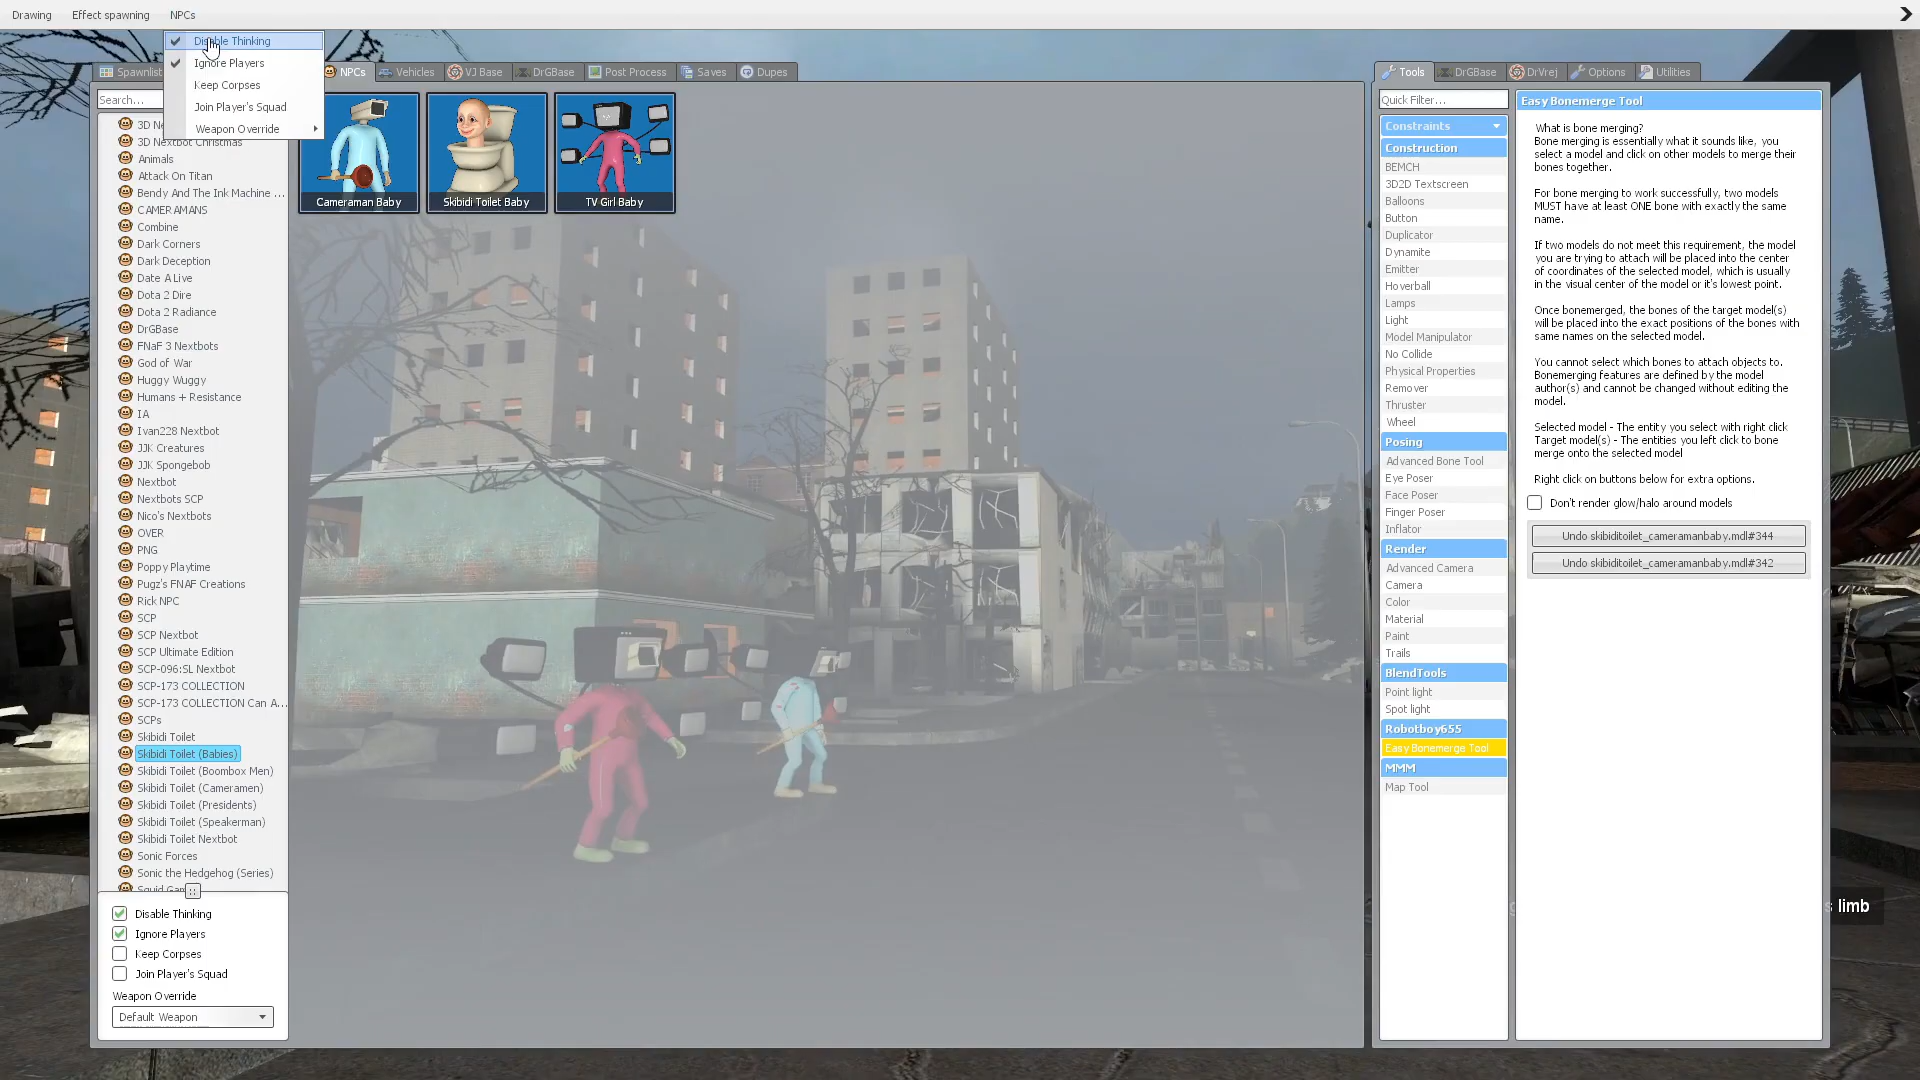 Drawing
Effect spawning
NPCs
Disable Thinking
Ignore Players
Keep Corpses
Join Player's Squad
Weapon Override
Spawnlist
NPCs
Vehicles
VJ Base
DrGBase
Post Process
Saves
Dupes
Search...
3D Nextbot Christmas
Animals
Attack On Titan
Bendy And The Ink Machine ...
CAMERAMANS
Combine
Dark Corners
Dark Deception
Date A Live
Dota 2 Dire
Dota 2 Radiance
DrGBase
FNaF 3 Nextbots
God of War
Huggy Wuggy
Humans + Resistance
IA
Ivan228 Nextbot
JJK Creatures
JJK Spongebob
Nextbot
Nextbots SCP
Nico's Nextbots
OVER
PNG
Poppy Playtime
Pugz's FNAF Creations
Rick NPC
SCP
SCP Nextbot
SCP Ultimate Edition
SCP-096:SL Nextbot
SCP-173 COLLECTION
SCP-173 COLLECTION Can A...
SCPs
Skibidi Toilet
Skibidi Toilet (Babies)
Skibidi Toilet (Boombox Men)
Skibidi Toilet (Cameramen)
Skibidi Toilet (Presidents)
Skibidi Toilet (Speakerman)
Skibidi Toilet Nextbot
Sonic Forces
Sonic the Hedgehog (Series)
Disable Thinking
Ignore Players
Keep Corpses
Join Player's Squad
Weapon Override
Default Weapon
Cameraman Baby
Skibidi Toilet Baby
TV Girl Baby
Tools
DrGBase
DrVrej
Options
Utilities
Quick Filter...
Constraints
Construction
BEMCH
3D2D Textscreen
Balloons
Button
Duplicator
Dynamite
Emitter
Hoverball
Lamps
Light
Model Manipulator
No Collide
Physical Properties
Remover
Thruster
Wheel
Posing
Advanced Bone Tool
Eye Poser
Face Poser
Finger Poser
Inflator
Render
Advanced Camera
Camera
Color
Material
Paint
Trails
BlendTools
Point light
Spot light
Robotboy655
Easy Bonemerge Tool
MMM
Map Tool
Easy Bonemerge Tool
What is bone merging?
Bone merging is essentially what it sounds like, you
select a model and click on other models to merge their
bones together.
For bone merging to work successfully, two models
MUST have at least ONE bone with exactly the same
name.
If two models do not meet this requirement, the model
you are trying to attach will be placed into the center
of coordinates of the selected model, which is usually
in the visual center of the model or it's lowest point.
Once bonemerged, the bones of the target model(s)
will be placed into the exact positions of the bones with
same names on the selected model.
You cannot select which bones to attach objects to.
Bonemerging features are defined by the model
author(s) and cannot be changed without editing the
model.
Selected model - The entity you select with right click
Target model(s) - The entities you left click to bone
merge onto the selected model
Right click on buttons below for extra options.
Don't render glow/halo around models
Undo skibiditoilet_cameramanbaby.mdl#344
Undo skibiditoilet_cameramanbaby.mdl#342
limb